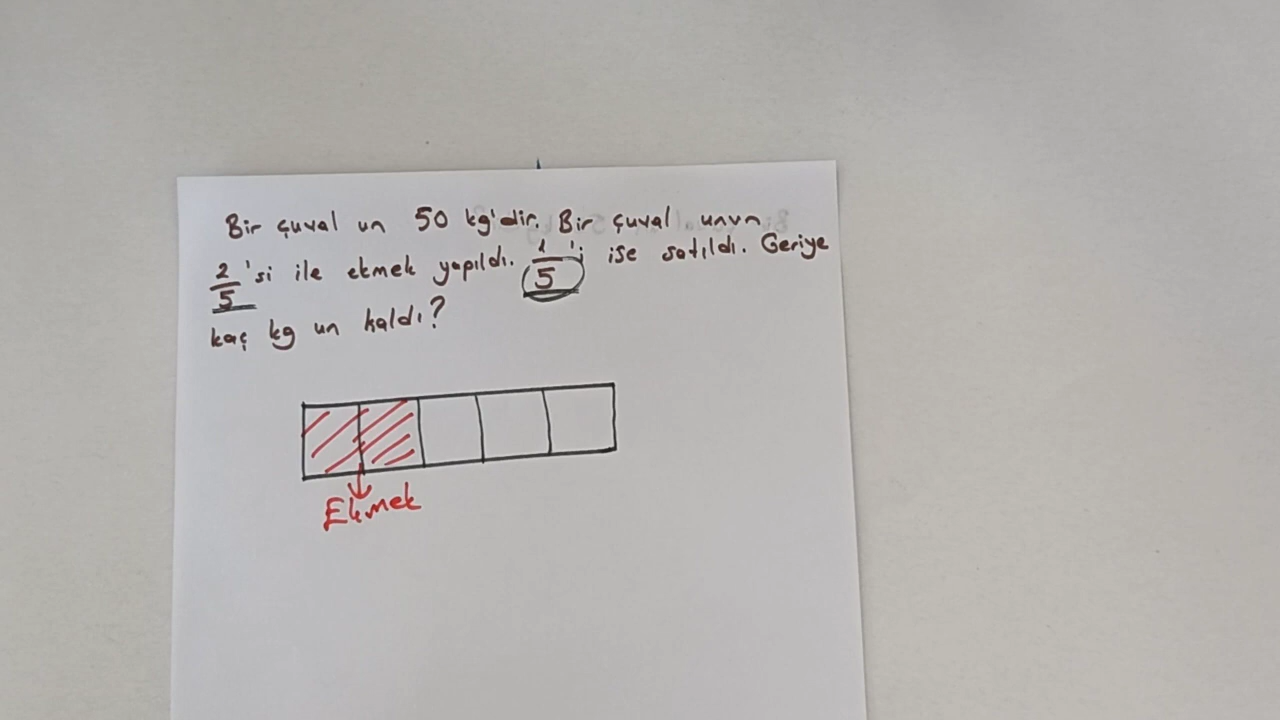 Bir çuval un 50 kg'dir. Bir çuval unun
2/5 'si ile ekmek yapıldı. 1/5 'i ise satıldı. Geriye
kaç kg un kaldı?
Ekmek